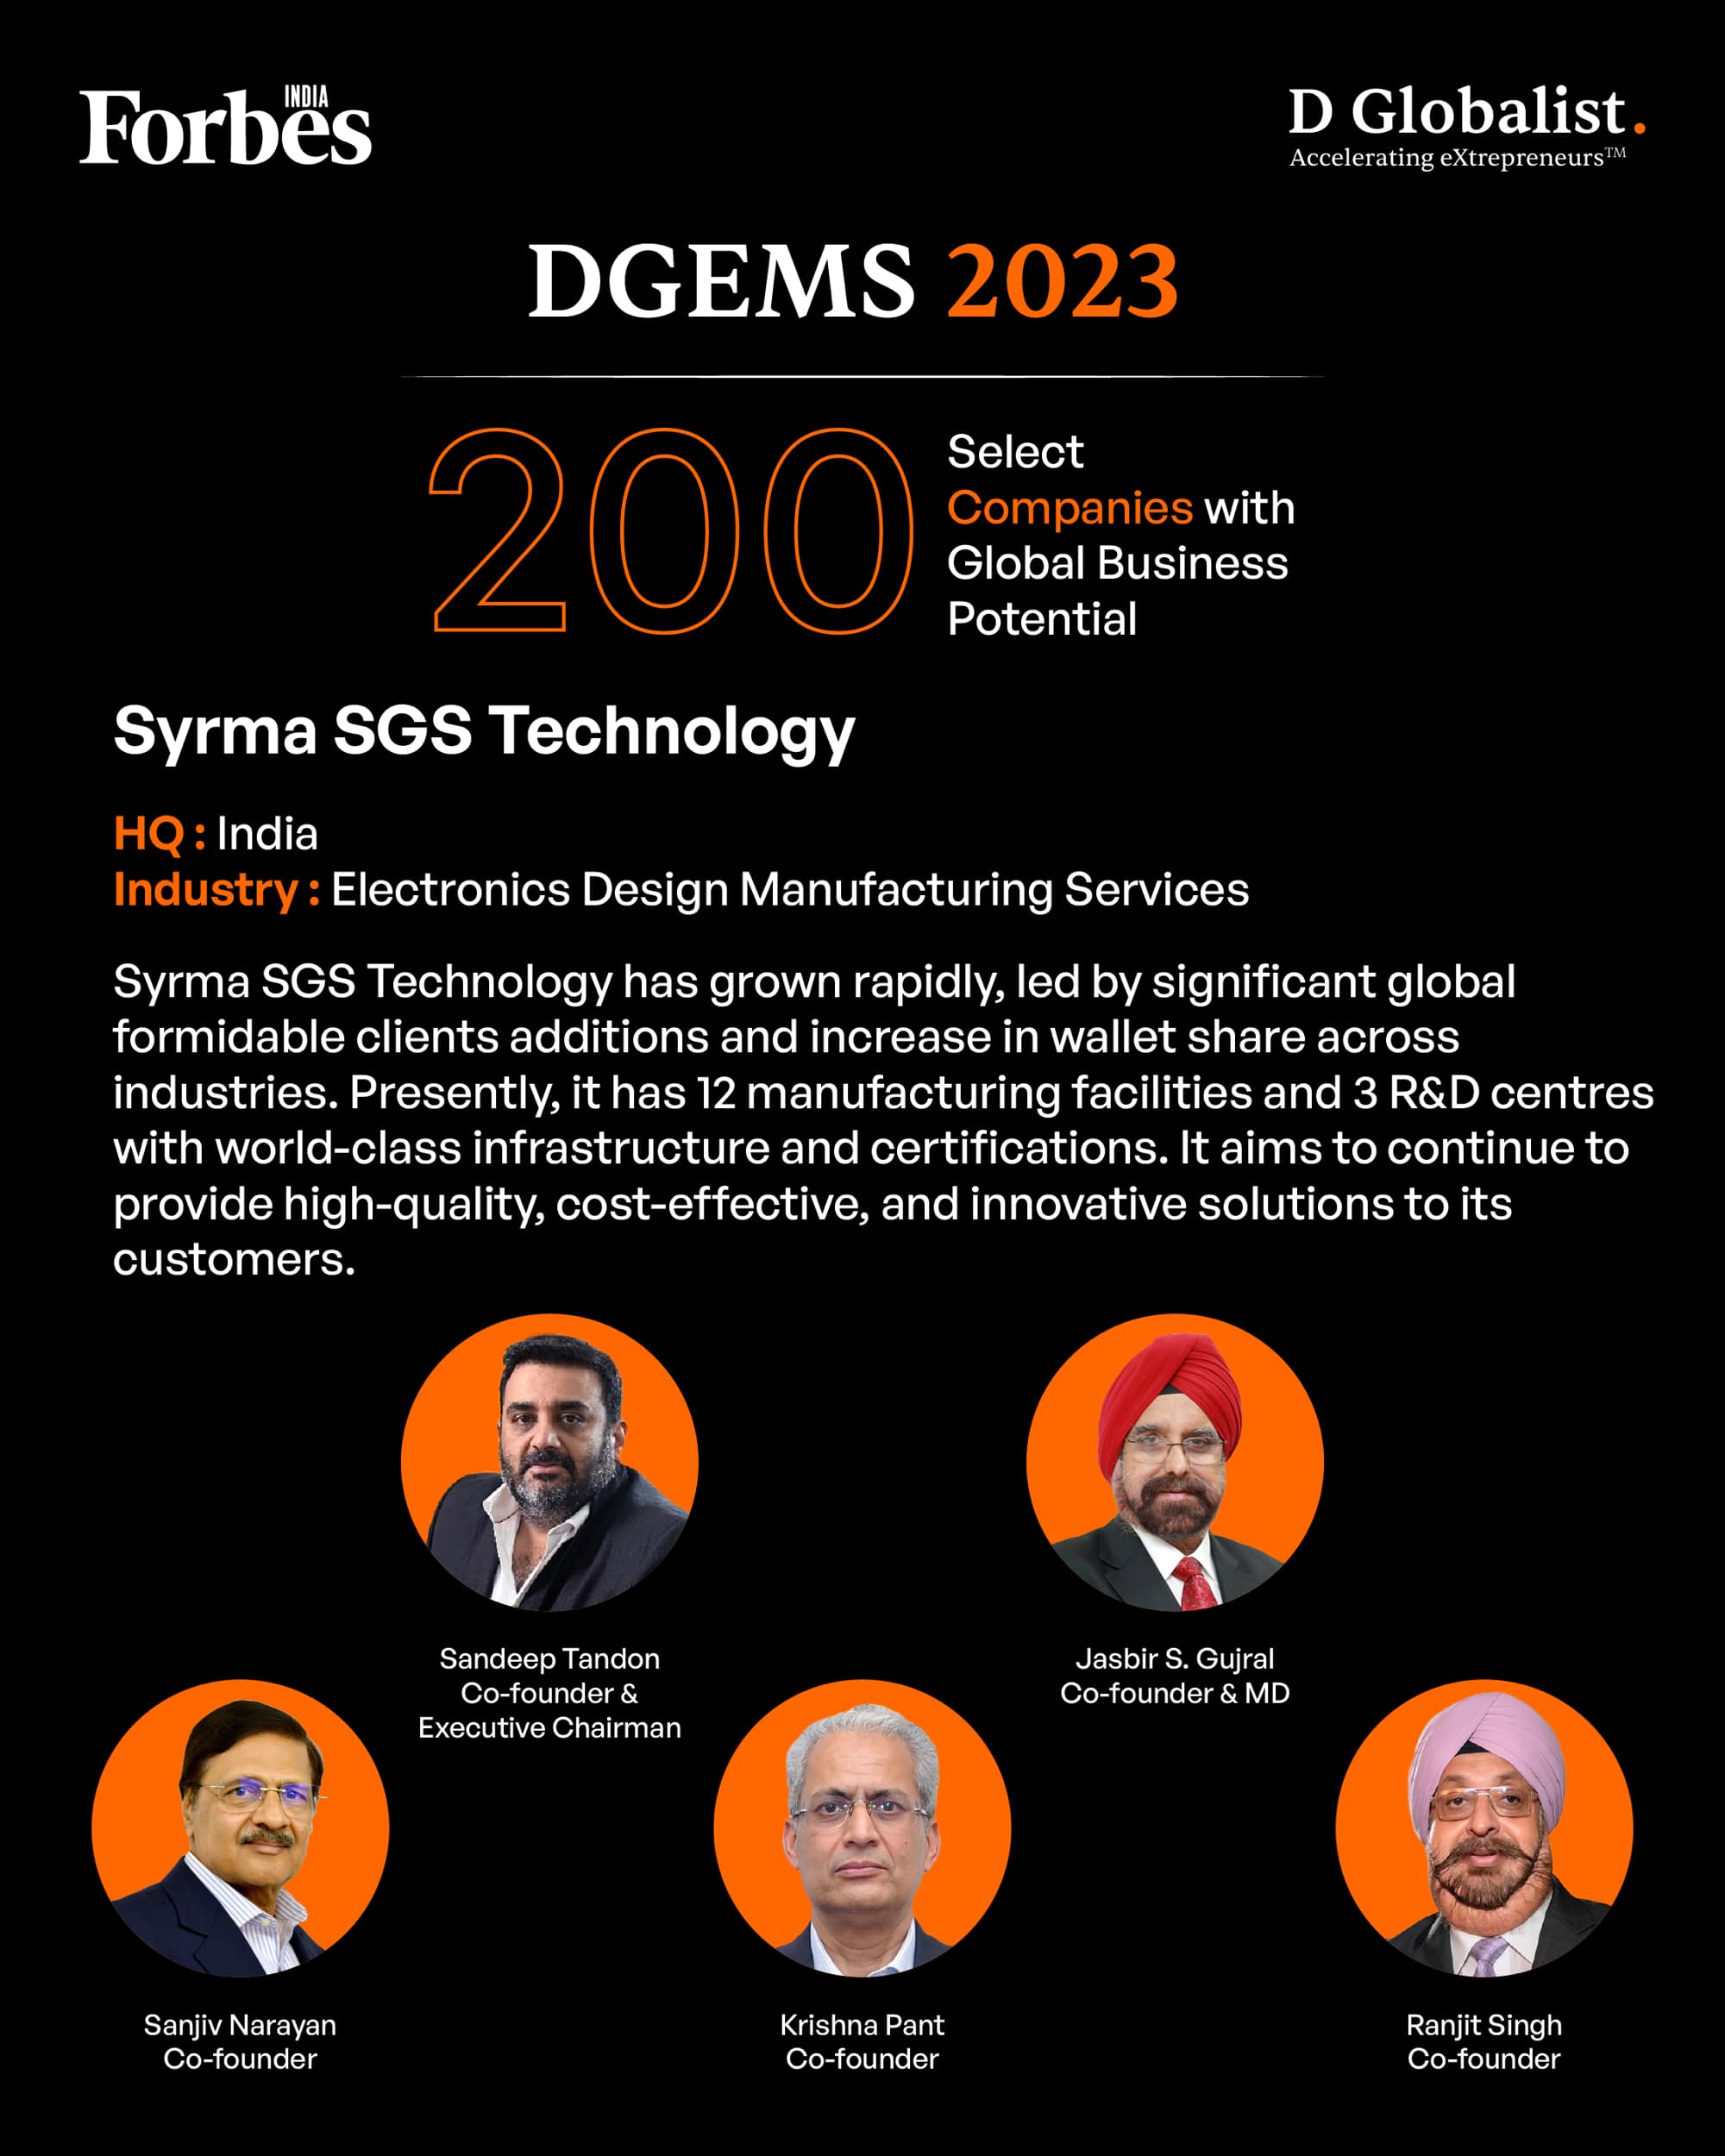 Forbes INDIA
D Globalist.
Accelerating eXtrepreneurs™
DGEMS 2023
200
Select
Companies with
Global Business
Potential
Syrma SGS Technology
HQ : India
Industry : Electronics Design Manufacturing Services
Syrma SGS Technology has grown rapidly, led by significant global
formidable clients additions and increase in wallet share across
industries. Presently, it has 12 manufacturing facilities and 3 R&D centres
with world-class infrastructure and certifications. It aims to continue to
provide high-quality, cost-effective, and innovative solutions to its
customers.
Sandeep Tandon
Co-founder &
Executive Chairman
Jasbir S. Gujral
Co-founder & MD
Sanjiv Narayan
Co-founder
Krishna Pant
Co-founder
Ranjit Singh
Co-founder